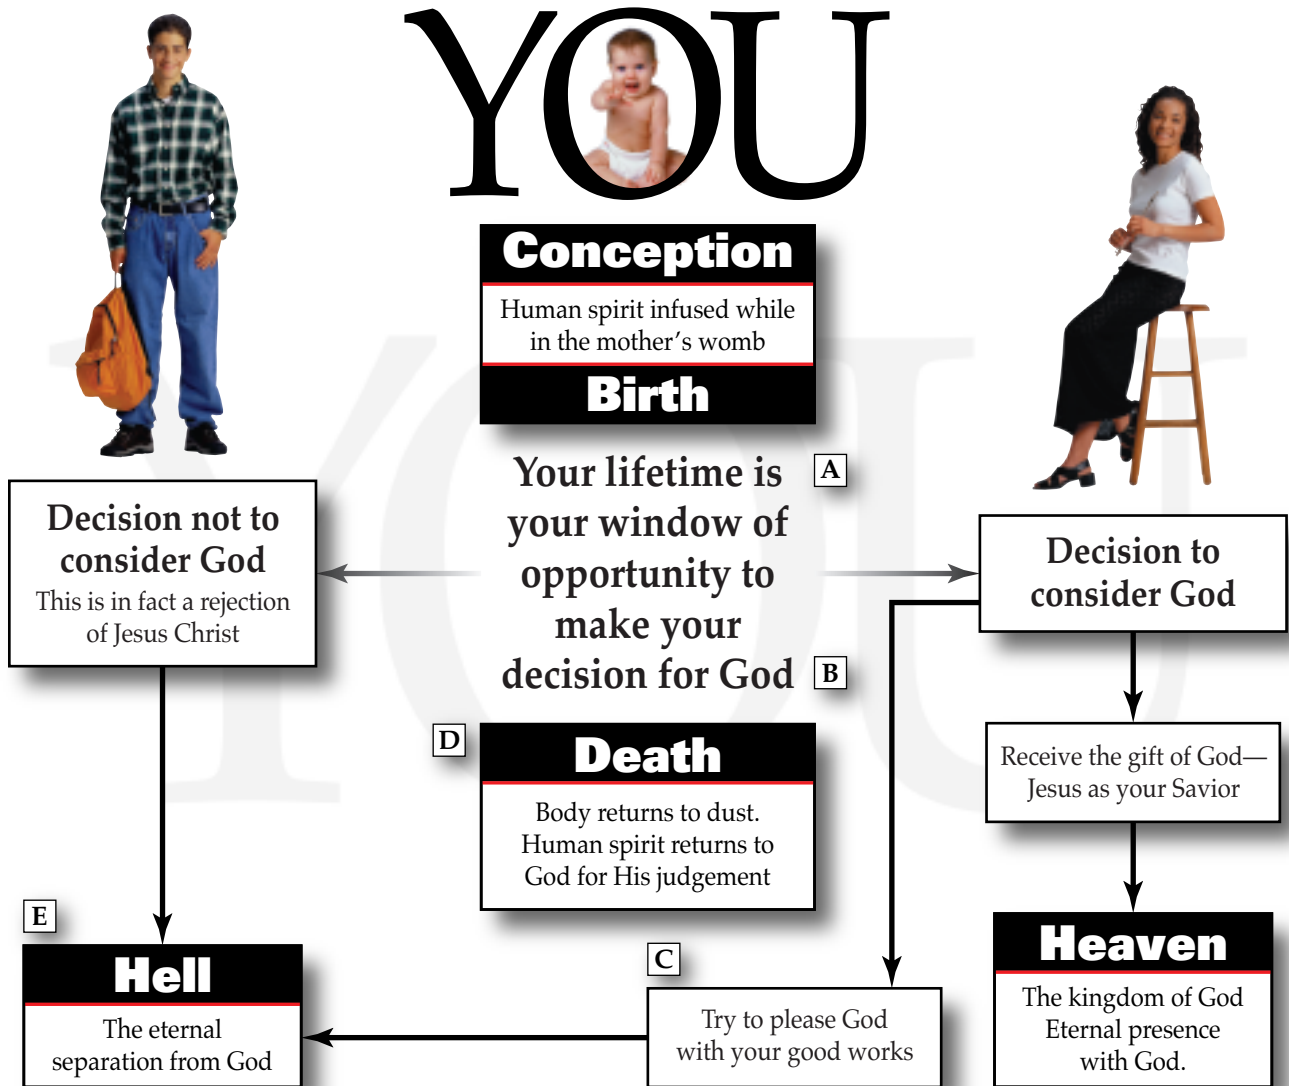 YOU
Conception
Human spirit infused while
in the mother's womb
Birth
Your lifetime is
your window of
opportunity to
make your
decision for God
A
B
Decision not to
consider God
This is in fact a rejection
of Jesus Christ
Decision to
consider God
Receive the gift of God—
Jesus as your Savior
D
Death
Body returns to dust.
Human spirit returns to
God for His judgement
E
Hell
The eternal
separation from God
C
Try to please God
with your good works
Heaven
The kingdom of God
Eternal presence
with God.
YOU